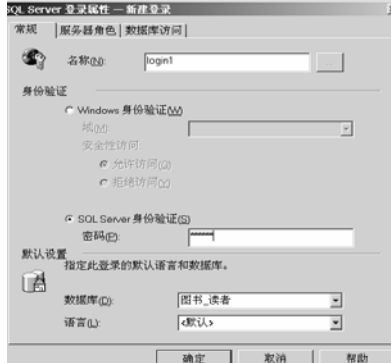 SQL Server 登录属性 — 新建登录
常规 服务器角色 数据库访问
名称(N): login1 ...
身份验证
Windows 身份验证(W)
域(M):
安全性访问:
允许访问(G)
拒绝访问(Y)
SQL Server 身份验证(S)
密码(P): *******
默认设置
指定此登录的默认语言和数据库。
数据库(D): 图书_读者
语言(L): <默认>
确定 取消 帮助